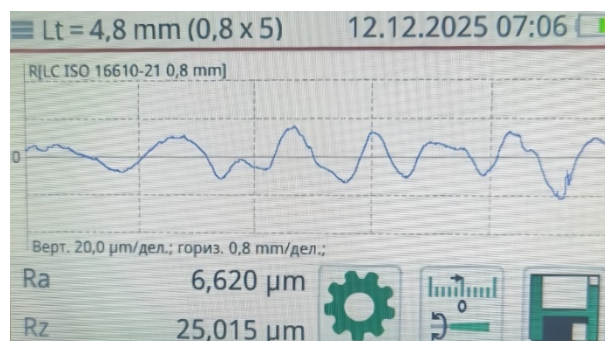 Lt = 4,8 mm (0,8 x 5) 12.12.2025 07:06
R[LC ISO 16610-21 0,8 mm]
0
Верт. 20,0 µm/дел.; гориз. 0,8 mm/дел.;
Ra 6,620 µm
0
Rz 25,015 µm